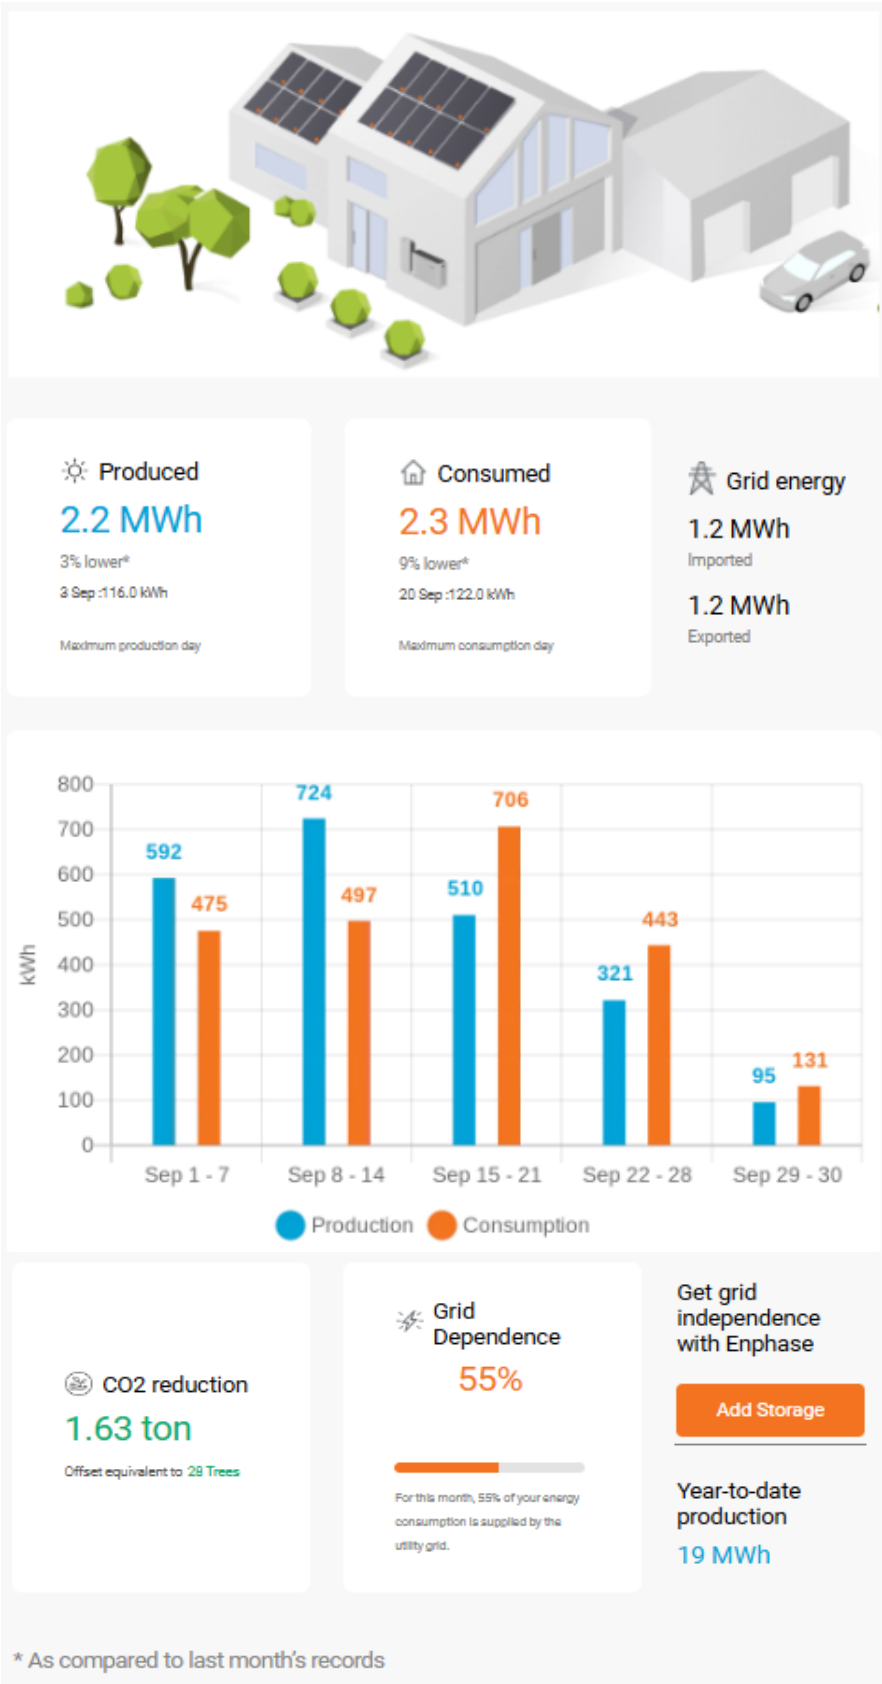 Produced
2.2 MWh
3% lower*
3 Sep :116.0 kWh
Maximum production day
Consumed
2.3 MWh
9% lower*
20 Sep :122.0 kWh
Maximum consumption day
Grid energy
1.2 MWh
Imported
1.2 MWh
Exported
800
700
600
500
400
300
200
100
0
kWh
592
475
724
497
510
706
321
443
95
131
Sep 1 - 7
Sep 8 - 14
Sep 15 - 21
Sep 22 - 28
Sep 29 - 30
Production
Consumption
CO2 reduction
1.63 ton
Offset equivalent to 28 Trees
Grid
Dependence
55%
For this month, 55% of your energy
consumption is supplied by the
utility grid.
Get grid
independence
with Enphase
Add Storage
Year-to-date
production
19 MWh
* As compared to last month's records